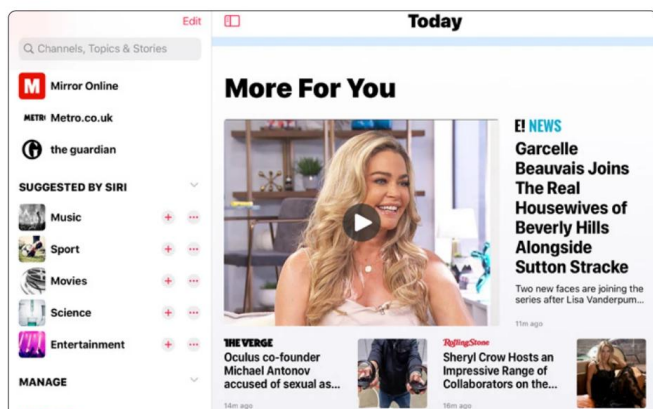 Edit
Today
Channels, Topics & Stories
M
Mirror Online
METRO
Metro.co.uk
G
the guardian
SUGGESTED BY SIRI
Music
Sport
Movies
Science
Entertainment
MANAGE
More For You
E! NEWS
Garcelle
Beauvais Joins
The Real
Housewives of
Beverly Hills
Alongside
Sutton Stracke
Two new faces are joining the
series after Lisa Vanderpum...
11m ago
THE VERGE
Oculus co-founder
Michael Antonov
accused of sexual as...
14m ago
RollingStone
Sheryl Crow Hosts an
Impressive Range of
Collaborators on the...
16m ago